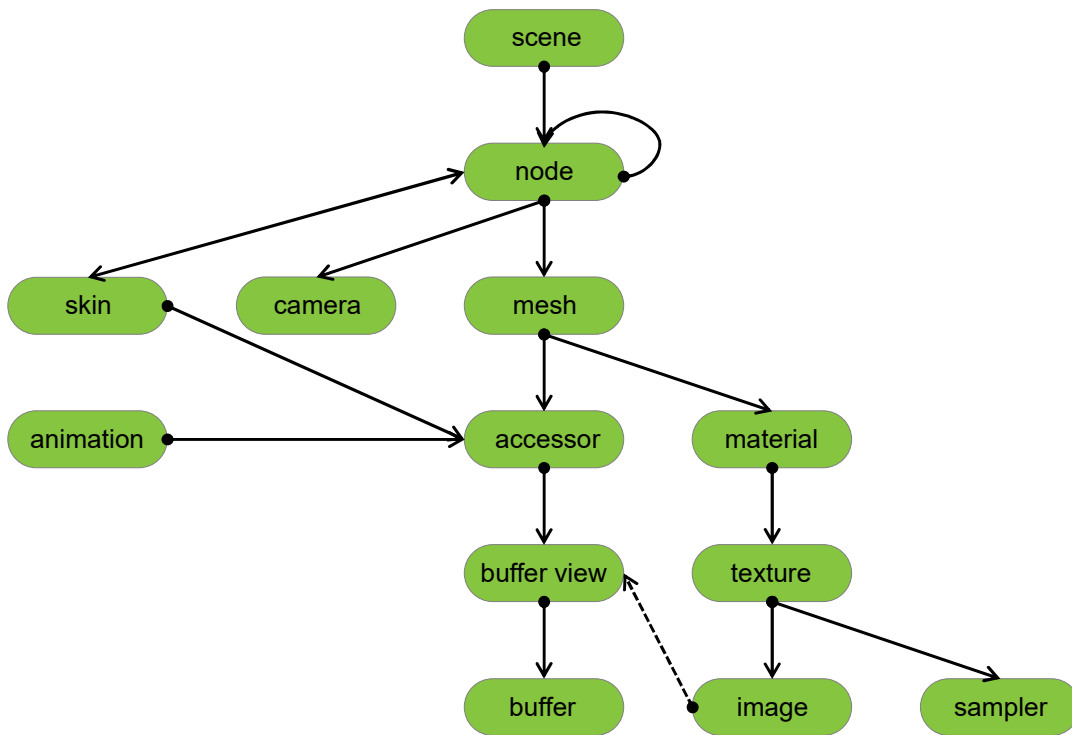 scene
node
skin
camera
mesh
animation
accessor
material
buffer view
texture
buffer
image
sampler